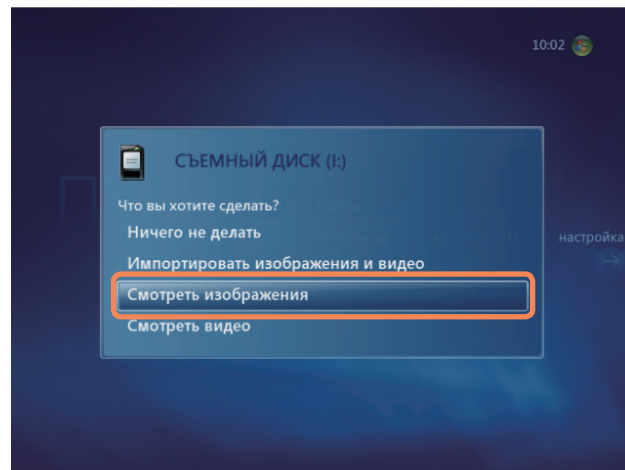 10:02
СЪЕМНЫЙ ДИСК (I:)
Что вы хотите сделать?
Ничего не делать
настройка
Импортировать изображения и видео
Смотреть изображения
Смотреть видео